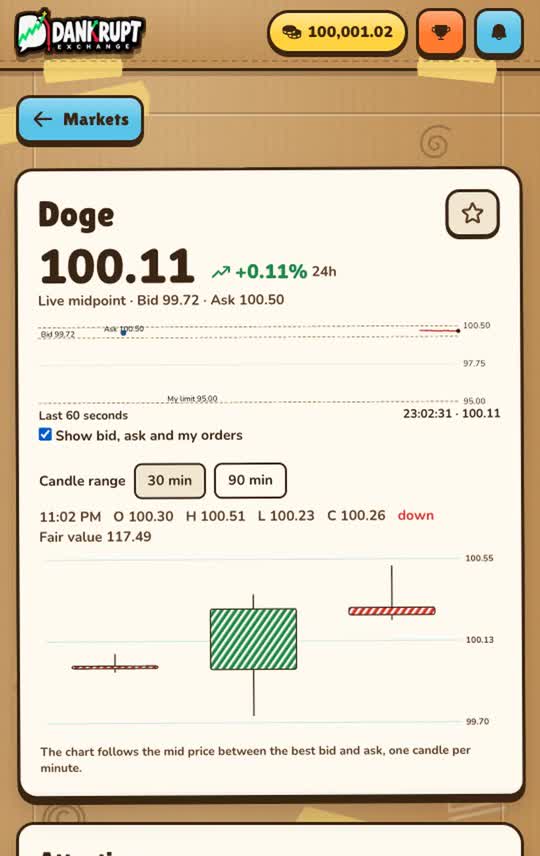 DANKRUPT
EXCHANGE
100,001.02
Markets
Doge
100.11 +0.11% 24h
Live midpoint · Bid 99.72 · Ask 100.50
Ask 100.50
100.50
Bid 99.72
97.75
My limit 95.00
95.00
Last 60 seconds
23:02:31 · 100.11
Show bid, ask and my orders
Candle range 30 min 90 min
11:02 PM O 100.30 H 100.51 L 100.23 C 100.26 down
Fair value 117.49
100.55
100.13
99.70
The chart follows the mid price between the best bid and ask, one candle per
minute.